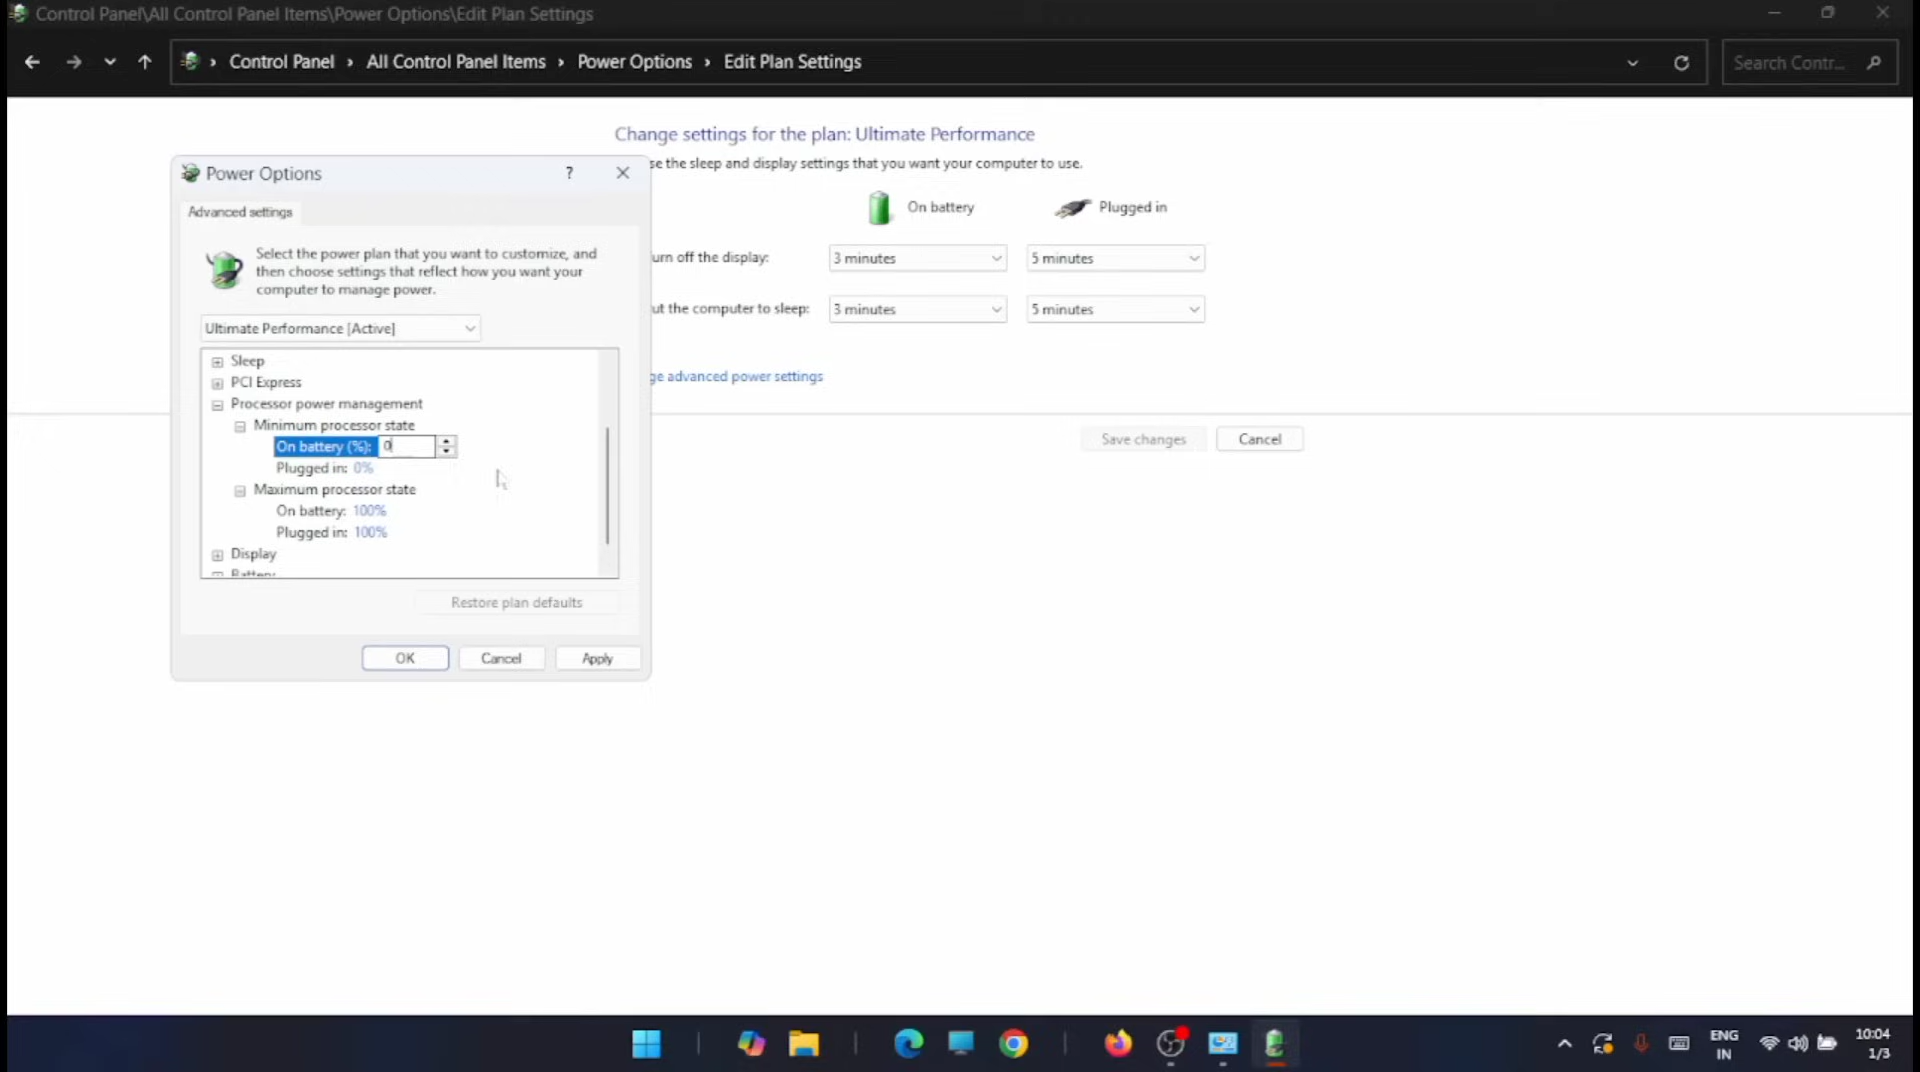 Control Panel\All Control Panel Items\Power Options\Edit Plan Settings
Control Panel › All Control Panel Items › Power Options › Edit Plan Settings
Search Contr...
Change settings for the plan: Ultimate Performance
se the sleep and display settings that you want your computer to use.
On battery
Plugged in
urn off the display:
3 minutes
5 minutes
ut the computer to sleep:
3 minutes
5 minutes
ge advanced power settings
Save changes
Cancel
Power Options
?
Advanced settings
Select the power plan that you want to customize, and
then choose settings that reflect how you want your
computer to manage power.
Ultimate Performance [Active]
Sleep
PCI Express
Processor power management
Minimum processor state
On battery (%): 0
Plugged in: 0%
Maximum processor state
On battery: 100%
Plugged in: 100%
Display
Battery
Restore plan defaults
OK
Cancel
Apply
ENG
IN
10:04
1/3